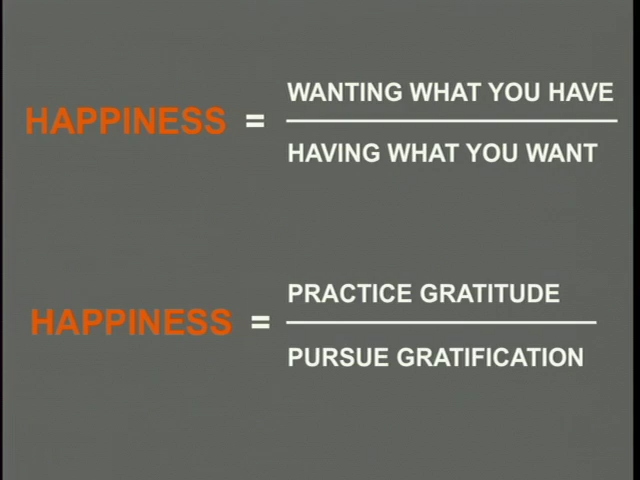 WANTING WHAT YOU HAVE
HAPPINESS =
HAVING WHAT YOU WANT
PRACTICE GRATITUDE
HAPPINESS =
PURSUE GRATIFICATION